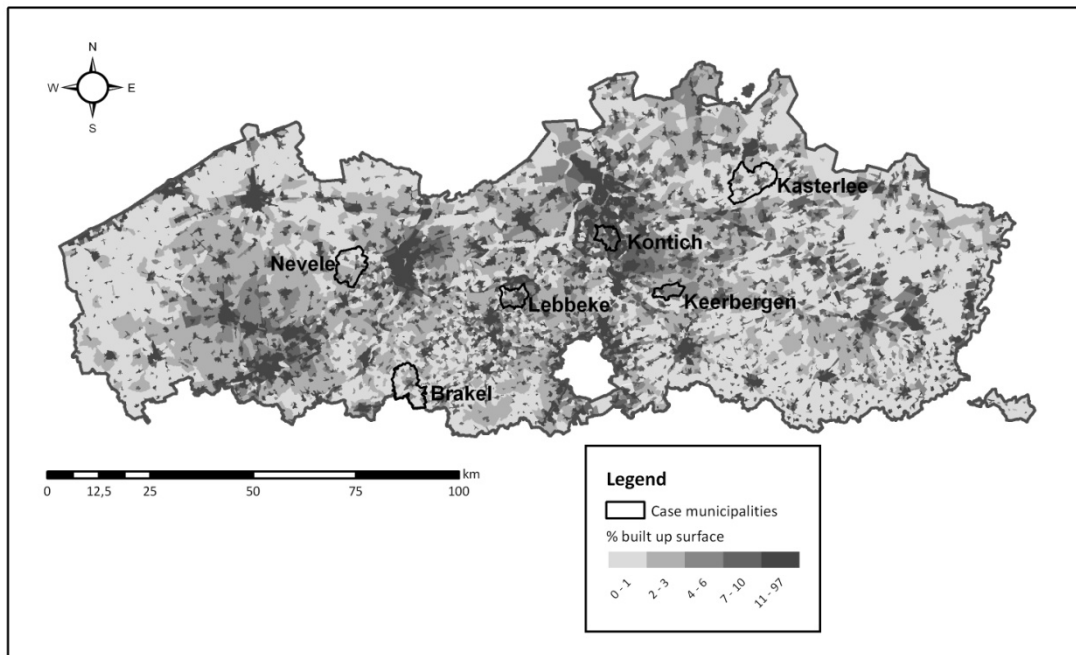 N
W E
S
Kasterlee
Kontich
Nevele
Lebbeke
Keerbergen
Brakel
km
0 12,5 25 50 75 100
Legend
Case municipalities
% built up surface
0 - 1 2 - 3 4 - 6 7 - 10 11 - 97